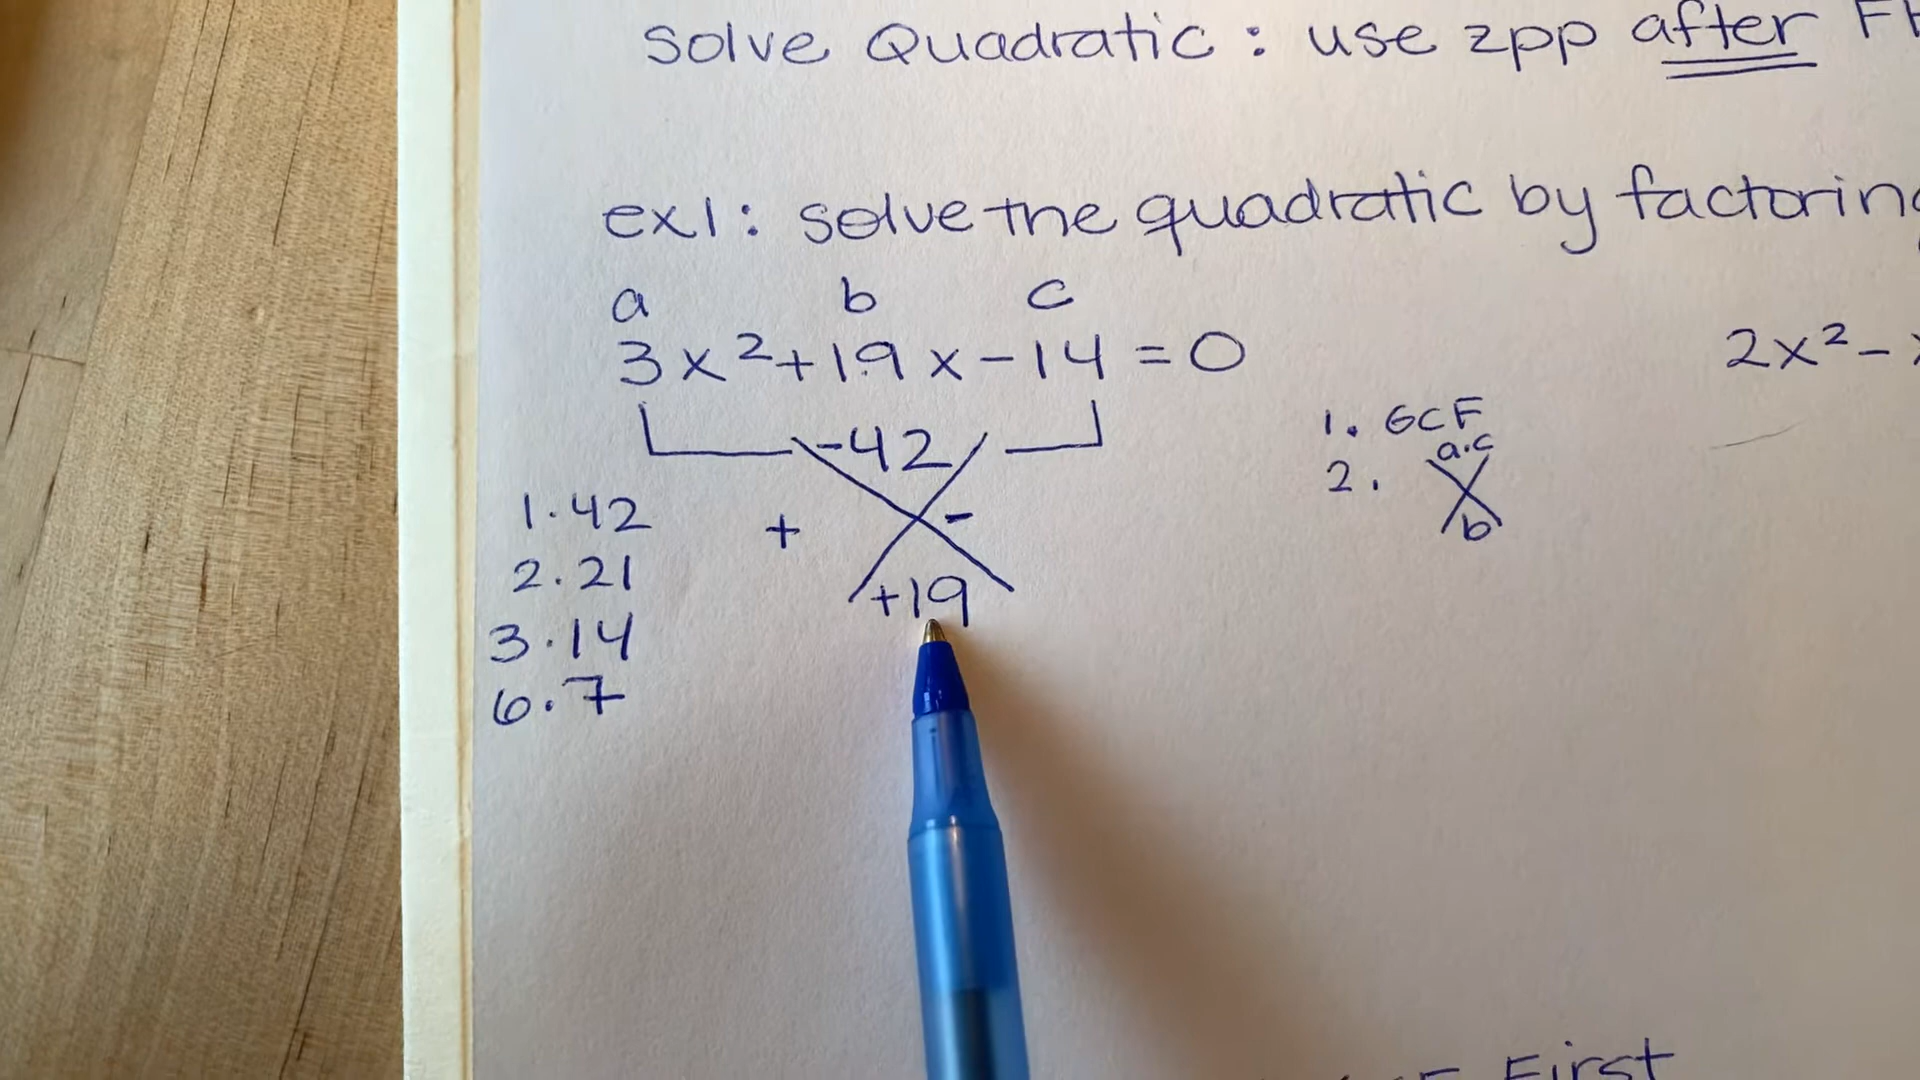 solve Quadratic: use zpp after
ex1: solve the quadratic by factoring
a b c
3x²+19x-14=0
-42
+ -
+19
1.42
2.21
3.14
6.7
1. GCF
2. a.c
b
2x²-
First